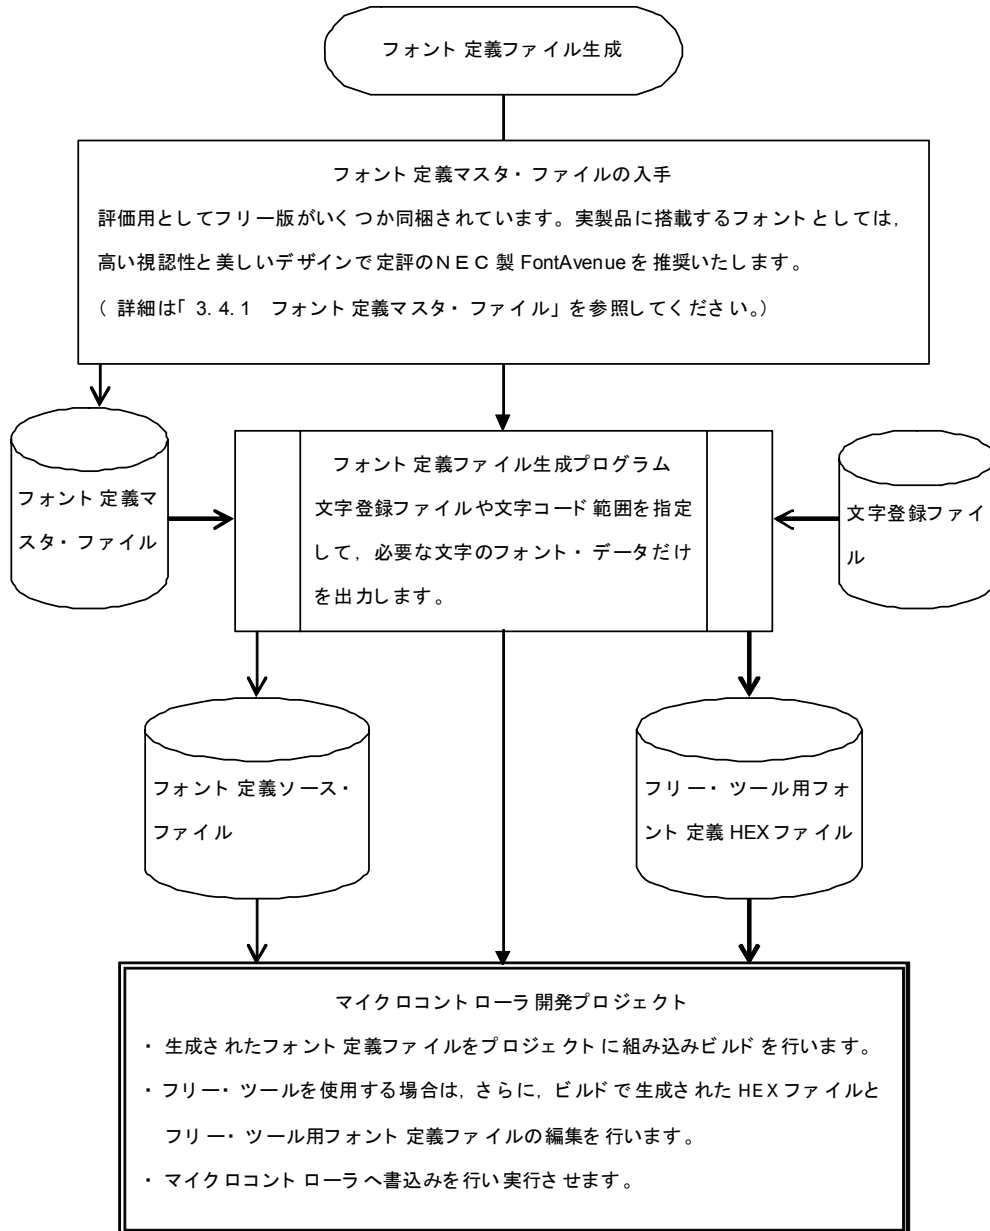 フォント定義ファイル生成
フォント定義マスタ・ファイルの入手
評価用としてフリー版がいくつか同梱されています。実製品に搭載するフォントとしては，
高い視認性と美しいデザインで定評のＮＥＣ製 FontAvenue を推奨いたします。
（詳細は「3.4.1　フォント定義マスタ・ファイル」を参照してください。）
フォント定義マ
スタ・ファイル
フォント定義ファイル生成プログラム
文字登録ファイルや文字コード範囲を指定
して，必要な文字のフォント・データだけ
を出力します。
文字登録ファイ
ル
フォント定義ソース・
ファイル
フリー・ツール用フォ
ント定義 HEX ファイル
マイクロコントローラ開発プロジェクト
・ 生成されたフォント定義ファイルをプロジェクトに組み込みビルドを行います。
・ フリー・ツールを使用する場合は，さらに，ビルドで生成された HEX ファイルと
フリー・ツール用フォント定義ファイルの編集を行います。
・ マイクロコントローラへ書込みを行い実行させます。